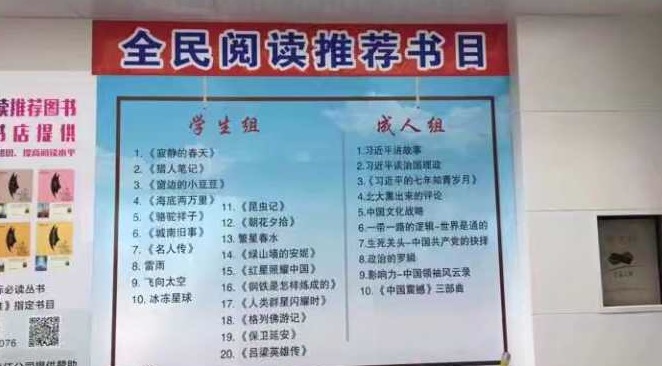 全民阅读推荐书目
学生组
1. 《寂静的春天》
2. 《猎人笔记》
3. 《窗边的小豆豆》
4. 《海底两万里》
5. 《骆驼祥子》
6. 《城南旧事》
7. 《名人传》
8. 雷雨
9. 飞向太空
10. 冰冻星球
11. 《昆虫记》
12. 《朝花夕拾》
13. 繁星春水
14. 《绿山墙的安妮》
15. 《红星照耀中国》
16. 《钢铁是怎样炼成的》
17. 《人类群星闪耀时》
18. 《格列佛游记》
19. 《保卫延安》
20. 《吕梁英雄传》
成人组
1.习近平讲故事
2.习近平谈治国理政
3.《习近平的七年知青岁月》
4.北大熏出来的评论
5.中国文化战略
6.一带一路的逻辑-世界是通的
7.生死关头-中国共产党的抉择
8.政治的逻辑
9.影响力-中国领袖风云录
10.《中国震撼》三部曲
读推荐图书
书店提供
提高阅读水平
必读丛书
指定书目
076